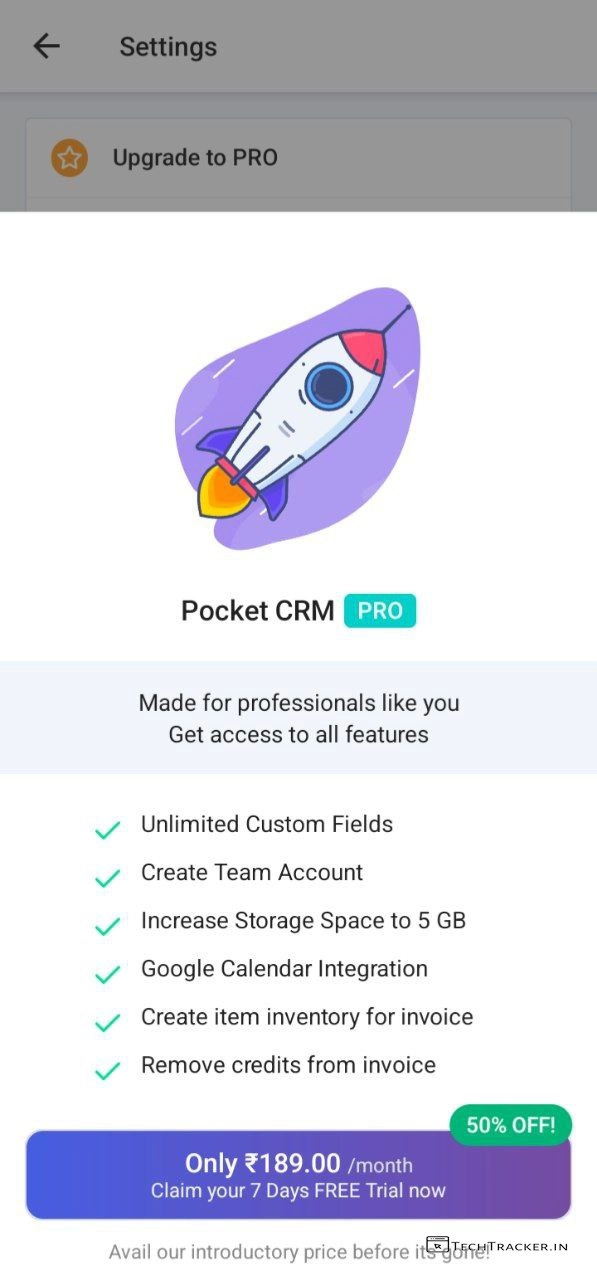 Settings
Upgrade to PRO
Pocket CRM PRO
Made for professionals like you
Get access to all features
Unlimited Custom Fields
Create Team Account
Increase Storage Space to 5 GB
Google Calendar Integration
Create item inventory for invoice
Remove credits from invoice
50% OFF!
Only ₹189.00 /month
Claim your 7 Days FREE Trial now
Avail our introductory price before its gone!
TECHTRACKER.IN